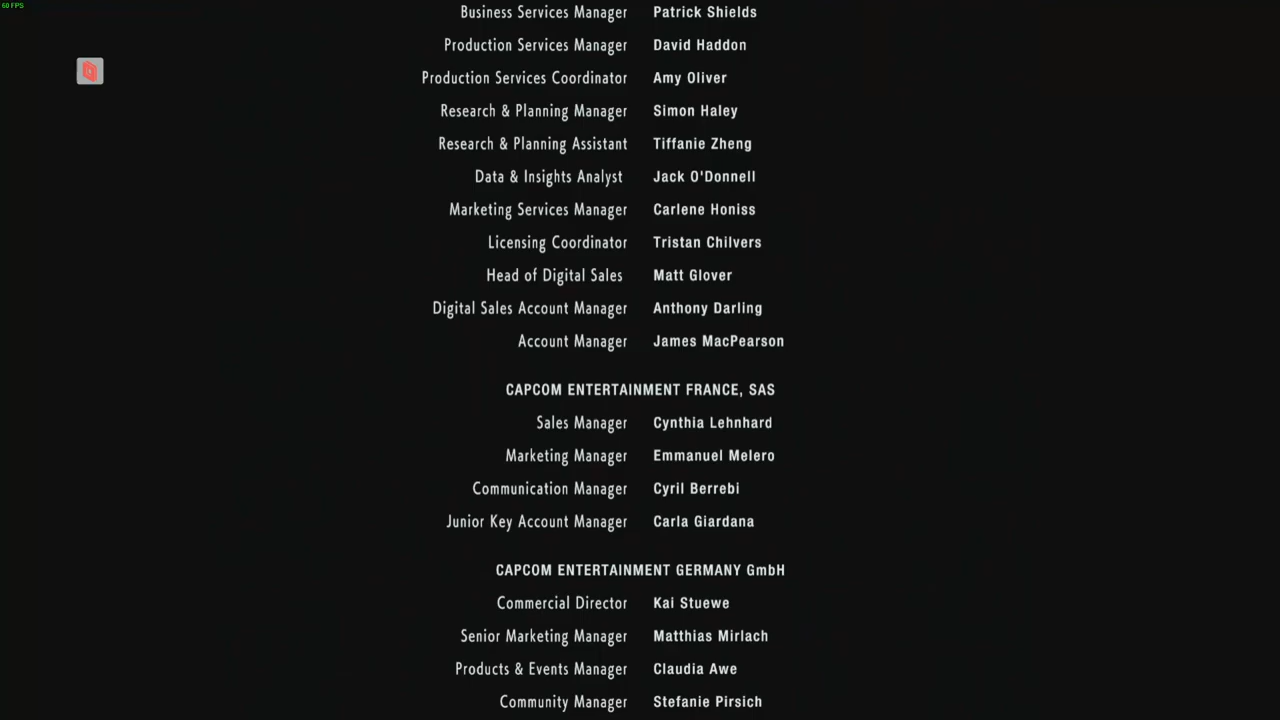 60 FPS
Business Services Manager Patrick Shields
Production Services Manager David Haddon
Production Services Coordinator Amy Oliver
Research & Planning Manager Simon Haley
Research & Planning Assistant Tiffanie Zheng
Data & Insights Analyst Jack O'Donnell
Marketing Services Manager Carlene Honiss
Licensing Coordinator Tristan Chilvers
Head of Digital Sales Matt Glover
Digital Sales Account Manager Anthony Darling
Account Manager James MacPearson
CAPCOM ENTERTAINMENT FRANCE, SAS
Sales Manager Cynthia Lehnhard
Marketing Manager Emmanuel Melero
Communication Manager Cyril Berrebi
Junior Key Account Manager Carla Giardana
CAPCOM ENTERTAINMENT GERMANY GmbH
Commercial Director Kai Stuewe
Senior Marketing Manager Matthias Mirlach
Products & Events Manager Claudia Awe
Community Manager Stefanie Pirsich